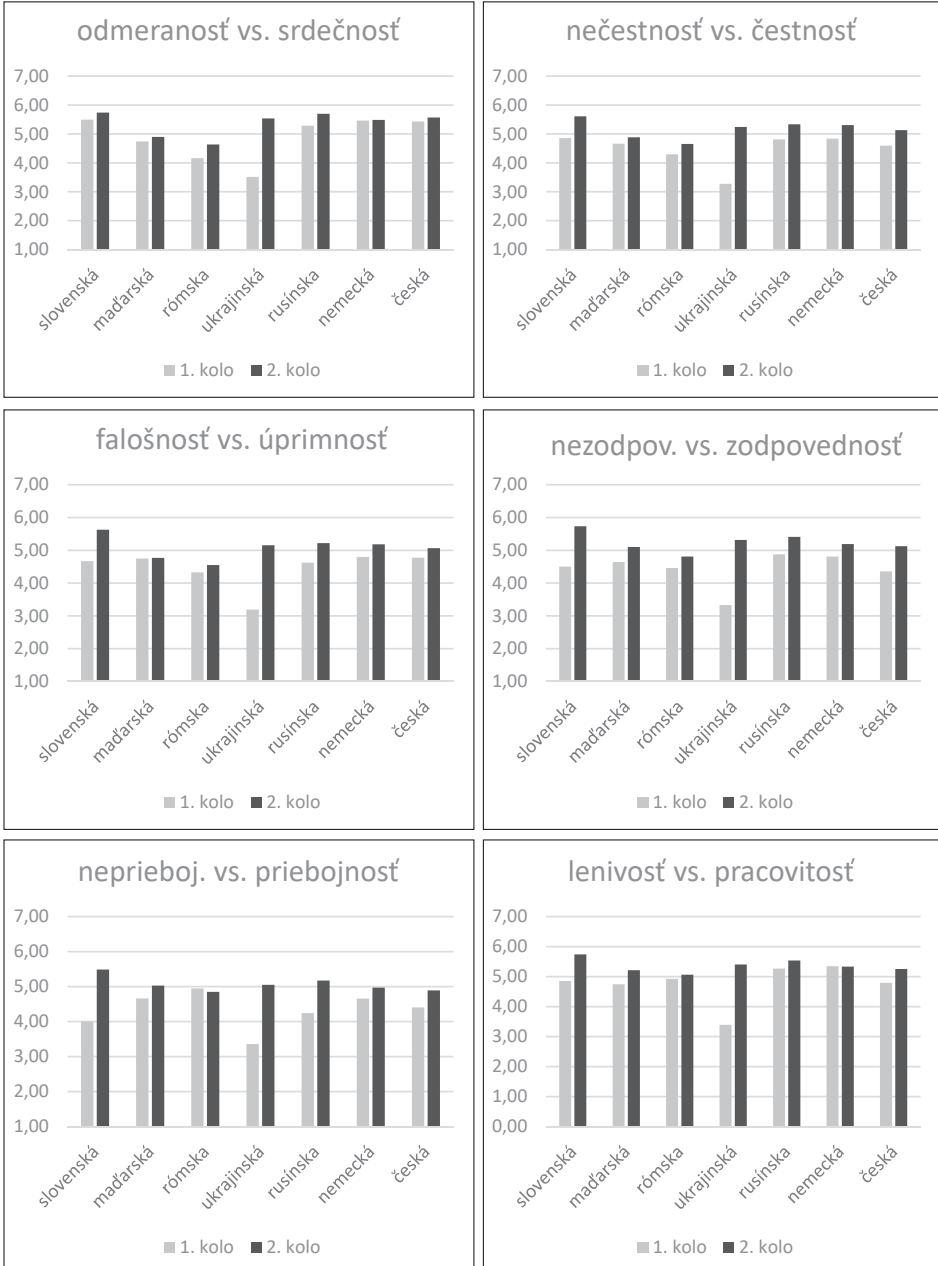 odmeranosť vs. srdečnosť
7,00
6,00
5,00
4,00
3,00
2,00
1,00
slovenská
maďarská
rómska
ukrajinská
rusínska
nemecká
česká
1. kolo 2. kolo
nečestnosť vs. čestnosť
7,00
6,00
5,00
4,00
3,00
2,00
1,00
slovenská
maďarská
rómska
ukrajinská
rusínska
nemecká
česká
1. kolo 2. kolo
falošnosť vs. úprimnosť
7,00
6,00
5,00
4,00
3,00
2,00
1,00
slovenská
maďarská
rómska
ukrajinská
rusínska
nemecká
česká
1. kolo 2. kolo
nezodpov. vs. zodpovednosť
7,00
6,00
5,00
4,00
3,00
2,00
1,00
slovenská
maďarská
rómska
ukrajinská
rusínska
nemecká
česká
1. kolo 2. kolo
neprieboj. vs. priebojnosť
7,00
6,00
5,00
4,00
3,00
2,00
1,00
slovenská
maďarská
rómska
ukrajinská
rusínska
nemecká
česká
1. kolo 2. kolo
lenivosť vs. pracovitosť
7,00
6,00
5,00
4,00
3,00
2,00
1,00
0,00
slovenská
maďarská
rómska
ukrajinská
rusínska
nemecká
česká
1. kolo 2. kolo